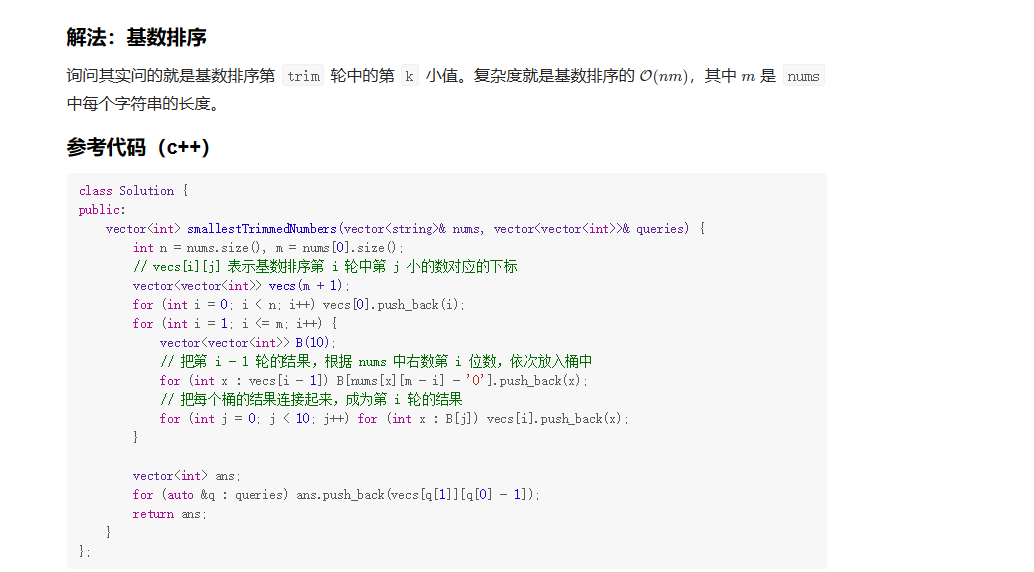 解法：基数排序
询问其实问的就是基数排序第 trim 轮中的第 k 小值。复杂度就是基数排序的 O(nm)，其中 m 是 nums
中每个字符串的长度。
参考代码（c++）
class Solution {
public:
    vector<int> smallestTrimmedNumbers(vector<string>& nums, vector<vector<int>>& queries) {
        int n = nums.size(), m = nums[0].size();
        // vecs[i][j] 表示基数排序第 i 轮中第 j 小的数对应的下标
        vector<vector<int>> vecs(m + 1);
        for (int i = 0; i < n; i++) vecs[0].push_back(i);
        for (int i = 1; i <= m; i++) {
            vector<vector<int>> B(10);
            // 把第 i - 1 轮的结果，根据 nums 中右数第 i 位数，依次放入桶中
            for (int x : vecs[i - 1]) B[nums[x][m - i] - '0'].push_back(x);
            // 把每个桶的结果连接起来，成为第 i 轮的结果
            for (int j = 0; j < 10; j++) for (int x : B[j]) vecs[i].push_back(x);
        }
        vector<int> ans;
        for (auto &q : queries) ans.push_back(vecs[q[1]][q[0] - 1]);
        return ans;
    }
};